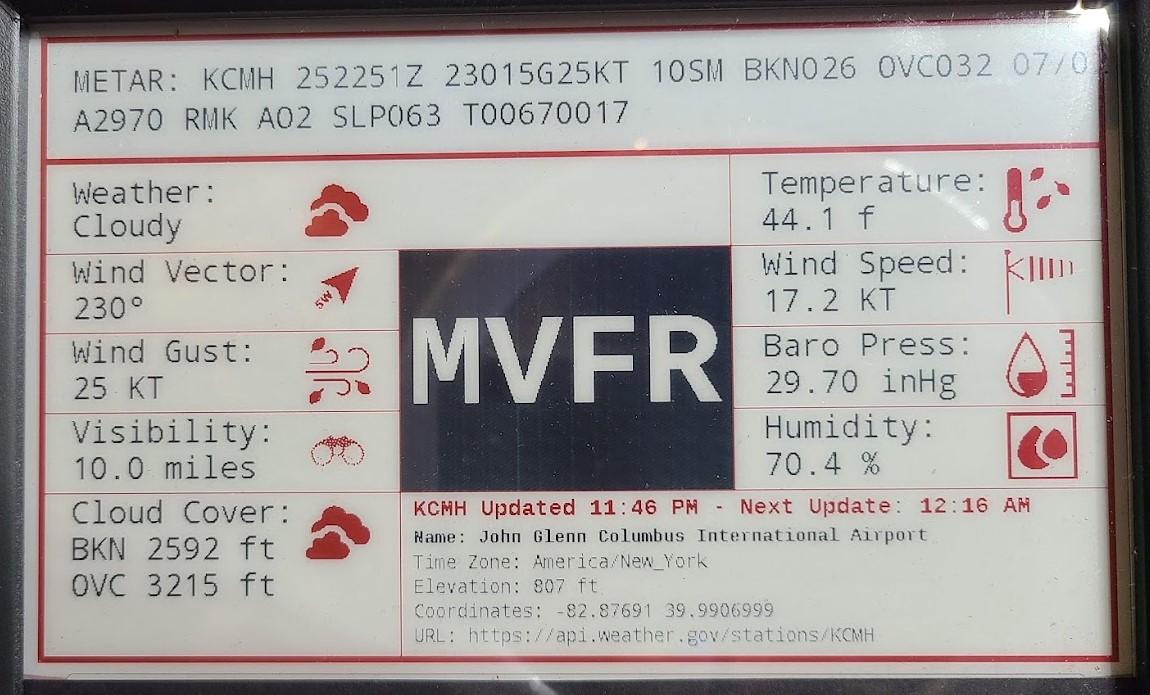 METAR: KCMH 252251Z 23015G25KT 10SM BKN026 OVC032 07/0
A2970 RMK AO2 SLP063 T00670017
Weather:
Cloudy
Wind Vector:
230°
SW
Wind Gust:
25 KT
Visibility:
10.0 miles
Cloud Cover:
BKN 2592 ft
OVC 3215 ft
MVFR
Temperature:
44.1 f
Wind Speed:
17.2 KT
Baro Press:
29.70 inHg
Humidity:
70.4 %
KCMH Updated 11:46 PM - Next Update: 12:16 AM
Name: John Glenn Columbus International Airport
Time Zone: America/New_York
Elevation: 807 ft
Coordinates: -82.87691 39.9906999
URL: https://api.weather.gov/stations/KCMH